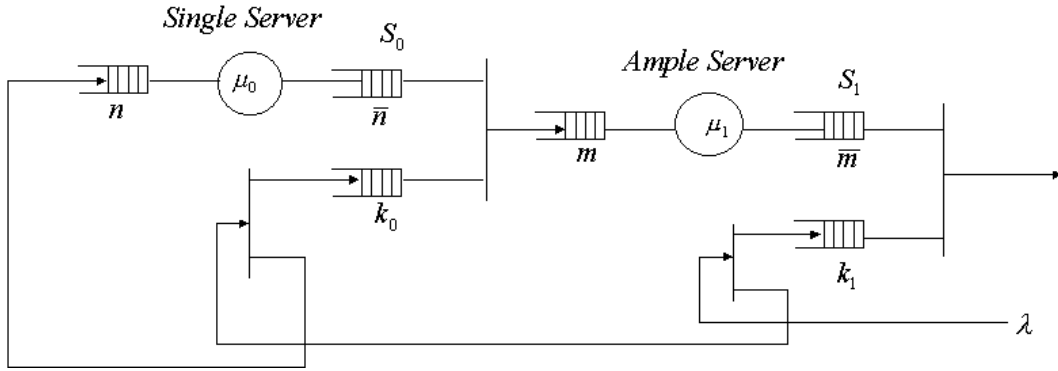 Single Server
S₀
Ample Server
S₁
μ₀
n
n̅
μ₁
m
m̅
k₀
k₁
λ